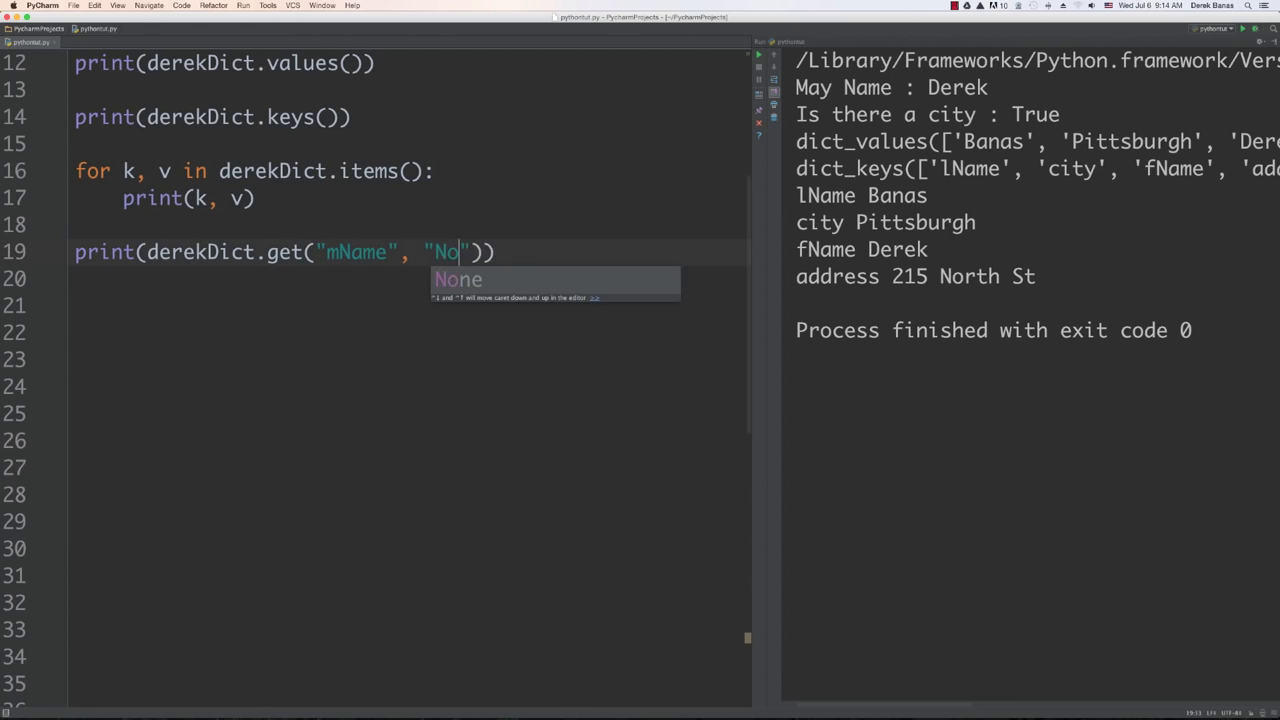 PyCharm File Edit View Navigate Code Refactor Run Tools VCS Window Help 10 Wed Jul 6 9:14 AM Derek Banas
pythontut.py - PyCharmProjects - [~/PycharmProjects]
PycharmProjects pythontut.py pythontut
pythontut.py
Run pythontut
12 print(derekDict.values())
13
14 print(derekDict.keys())
15
16 for k, v in derekDict.items():
17 print(k, v)
18
19 print(derekDict.get("mName", "No"))
None
^↓ and ^↑ will move caret down and up in the editor >>
20
21
22
23
24
25
26
27
28
29
30
31
32
33
34
35
/Library/Frameworks/Python.framework/Vers
May Name : Derek
Is there a city : True
dict_values(['Banas', 'Pittsburgh', 'De
dict_keys(['lName', 'city', 'fName', 'ad
lName Banas
city Pittsburgh
fName Derek
address 215 North St
Process finished with exit code 0
19:33 LF÷ UTF-8÷